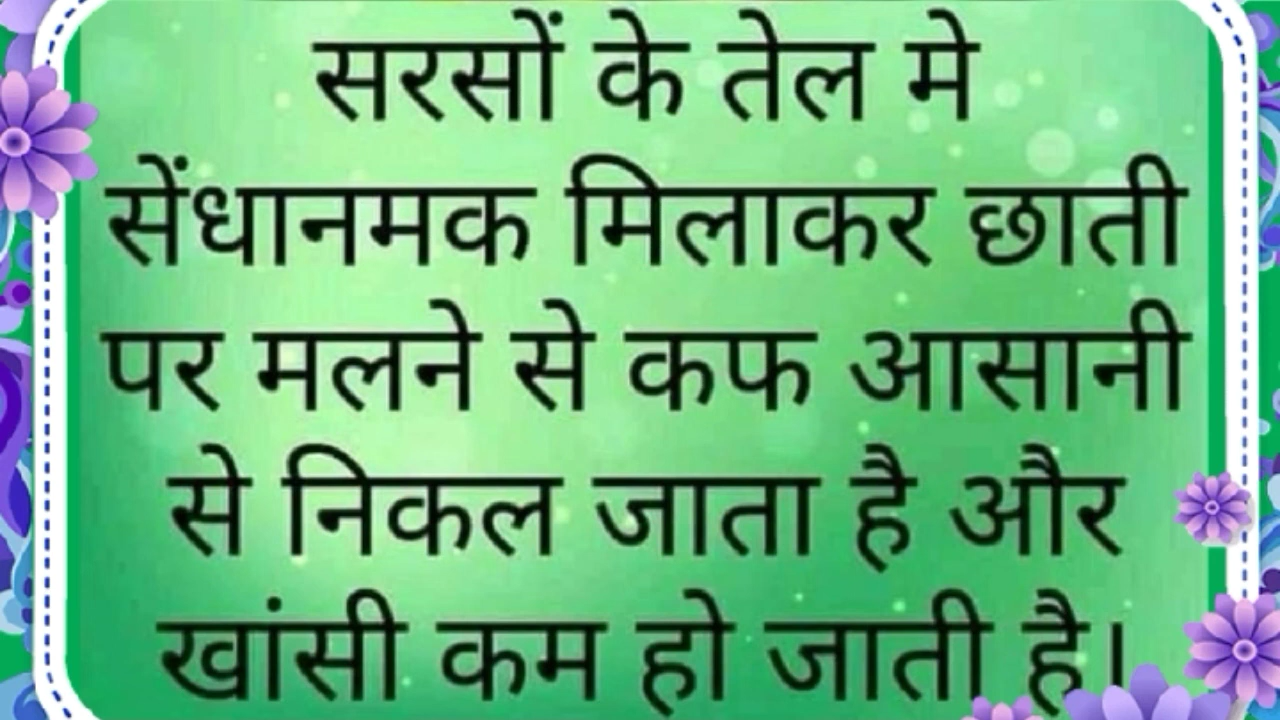 सरसों के तेल मे
सेंधानमक मिलाकर छाती
पर मलने से कफ आसानी
से निकल जाता है और
खांसी कम हो जाती है।